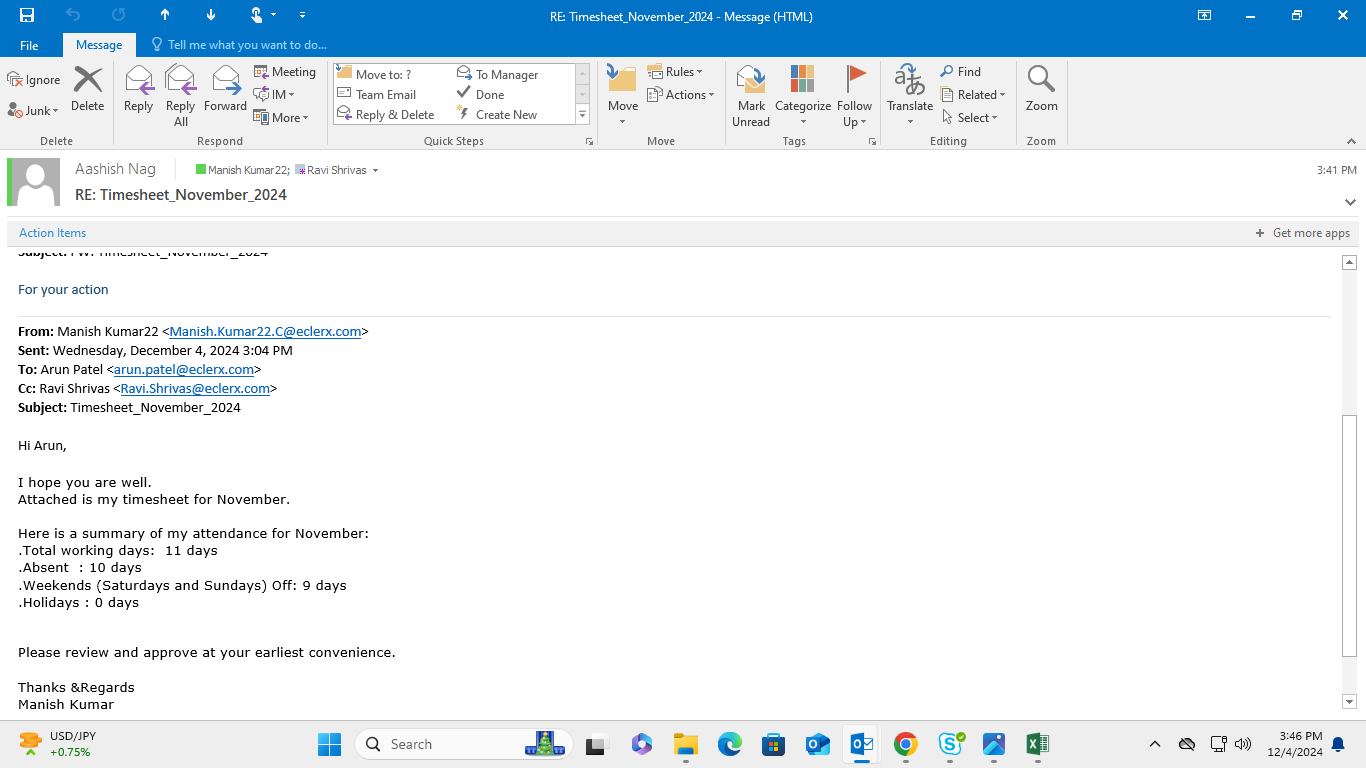 RE: Timesheet_November_2024 - Message (HTML)
File Message Tell me what you want to do...
Ignore Junk Delete
Delete
Reply Reply All Forward Meeting IM More
Respond
Move to: ? To Manager
Team Email Done
Reply & Delete Create New
Quick Steps
Move Rules Actions
Move
Mark Unread Categorize Follow Up
Tags
Translate Find Related Select
Editing
Zoom
Zoom
Aashish Nag Manish Kumar22; Ravi Shrivas 3:41 PM
RE: Timesheet_November_2024
Action Items + Get more apps
Subject: FW: Timesheet_November_2024
For your action
From: Manish Kumar22 <Manish.Kumar22.C@eclerx.com>
Sent: Wednesday, December 4, 2024 3:04 PM
To: Arun Patel <arun.patel@eclerx.com>
Cc: Ravi Shrivas <Ravi.Shrivas@eclerx.com>
Subject: Timesheet_November_2024
Hi Arun,
I hope you are well.
Attached is my timesheet for November.
Here is a summary of my attendance for November:
.Total working days:  11 days
.Absent  : 10 days
.Weekends (Saturdays and Sundays) Off: 9 days
.Holidays : 0 days
Please review and approve at your earliest convenience.
Thanks &Regards
Manish Kumar
USD/JPY
+0.75%
Search
3:46 PM
12/4/2024